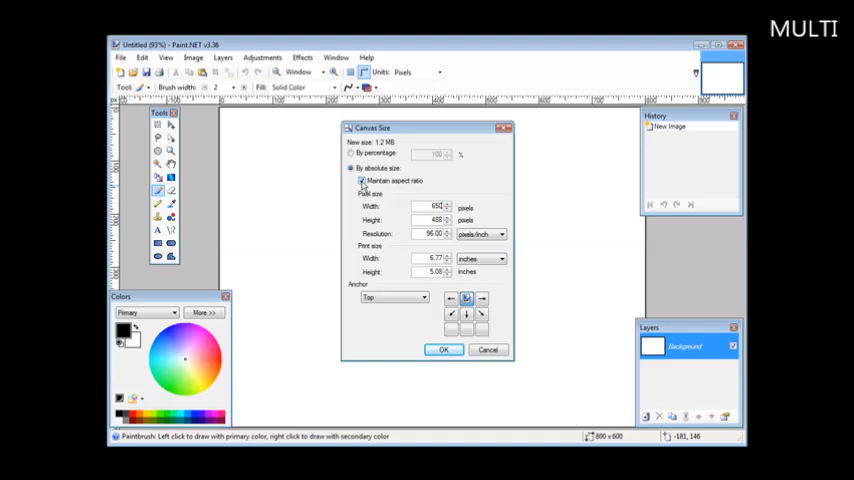 MULTI
Untitled (93%) - Paint.NET v3.36
File Edit View Image Layers Adjustments Effects Window Help
Window Units: Pixels
Tools Brush width: 2 Fill: Solid Color
Tools
Canvas Size
New size: 1.2 MB
By percentage: 100 %
By absolute size:
Maintain aspect ratio
Pixel size
Width: 650 pixels
Height: 488 pixels
Resolution: 96.00 pixels/inch
Print size
Width: 6.77 inches
Height: 5.08 inches
Anchor
Top
OK Cancel
History
New Image
Colors
Primary More >>
Layers
Background
Paintbrush: Left click to draw with primary color, right click to draw with secondary color 800 x 600 -181, 146